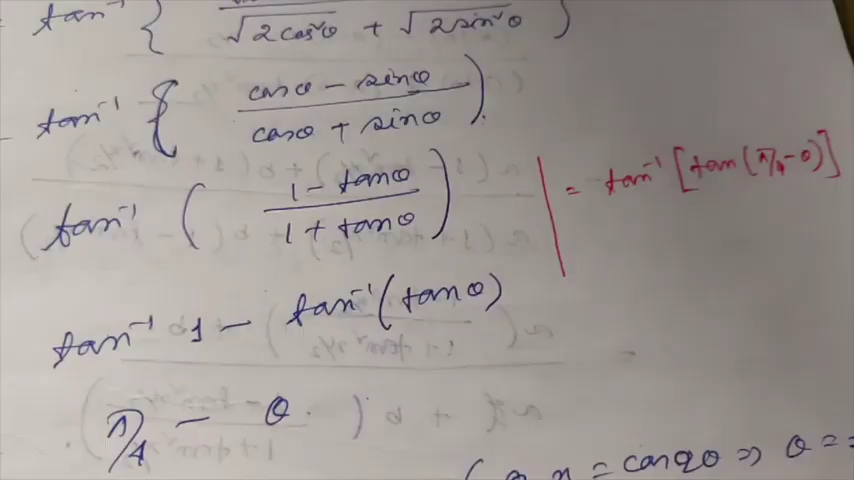 tan⁻¹ { / (√2cos²θ + √2sin²θ) }
tan⁻¹ { (cosθ − sinθ) / (cosθ + sinθ) }
tan⁻¹ ( (1 − tanθ) / (1 + tanθ) ) | = tan⁻¹ [tan(π/4 − θ)]
tan⁻¹ 1 − tan⁻¹(tanθ)
π/4 − θ.
x = cos2θ ⇒ θ =